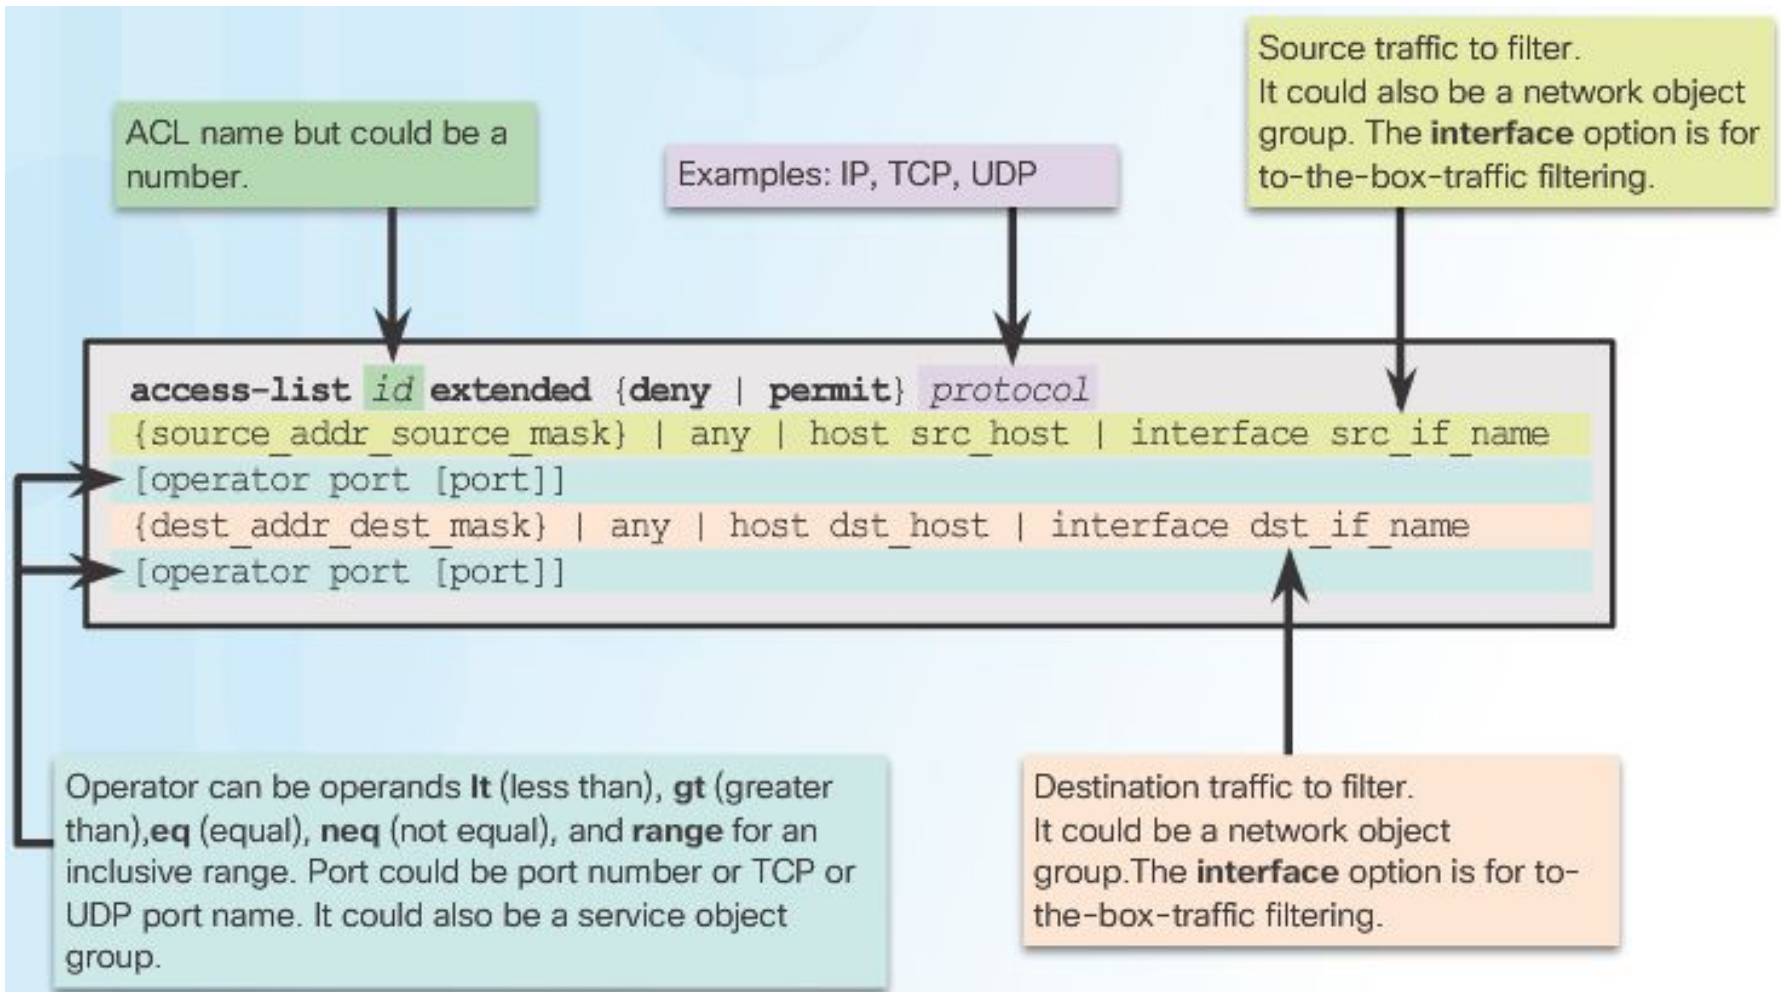 Source traffic to filter.
It could also be a network object
group. The interface option is for
to-the-box-traffic filtering.
ACL name but could be a
number.
Examples: IP, TCP, UDP
access-list id extended {deny | permit} protocol
{source_addr_source_mask} | any | host src_host | interface src_if_name
[operator port [port]]
{dest_addr_dest_mask} | any | host dst_host | interface dst_if_name
[operator port [port]]
Operator can be operands lt (less than), gt (greater
than),eq (equal), neq (not equal), and range for an
inclusive range. Port could be port number or TCP or
UDP port name. It could also be a service object
group.
Destination traffic to filter.
It could be a network object
group.The interface option is for to-
the-box-traffic filtering.